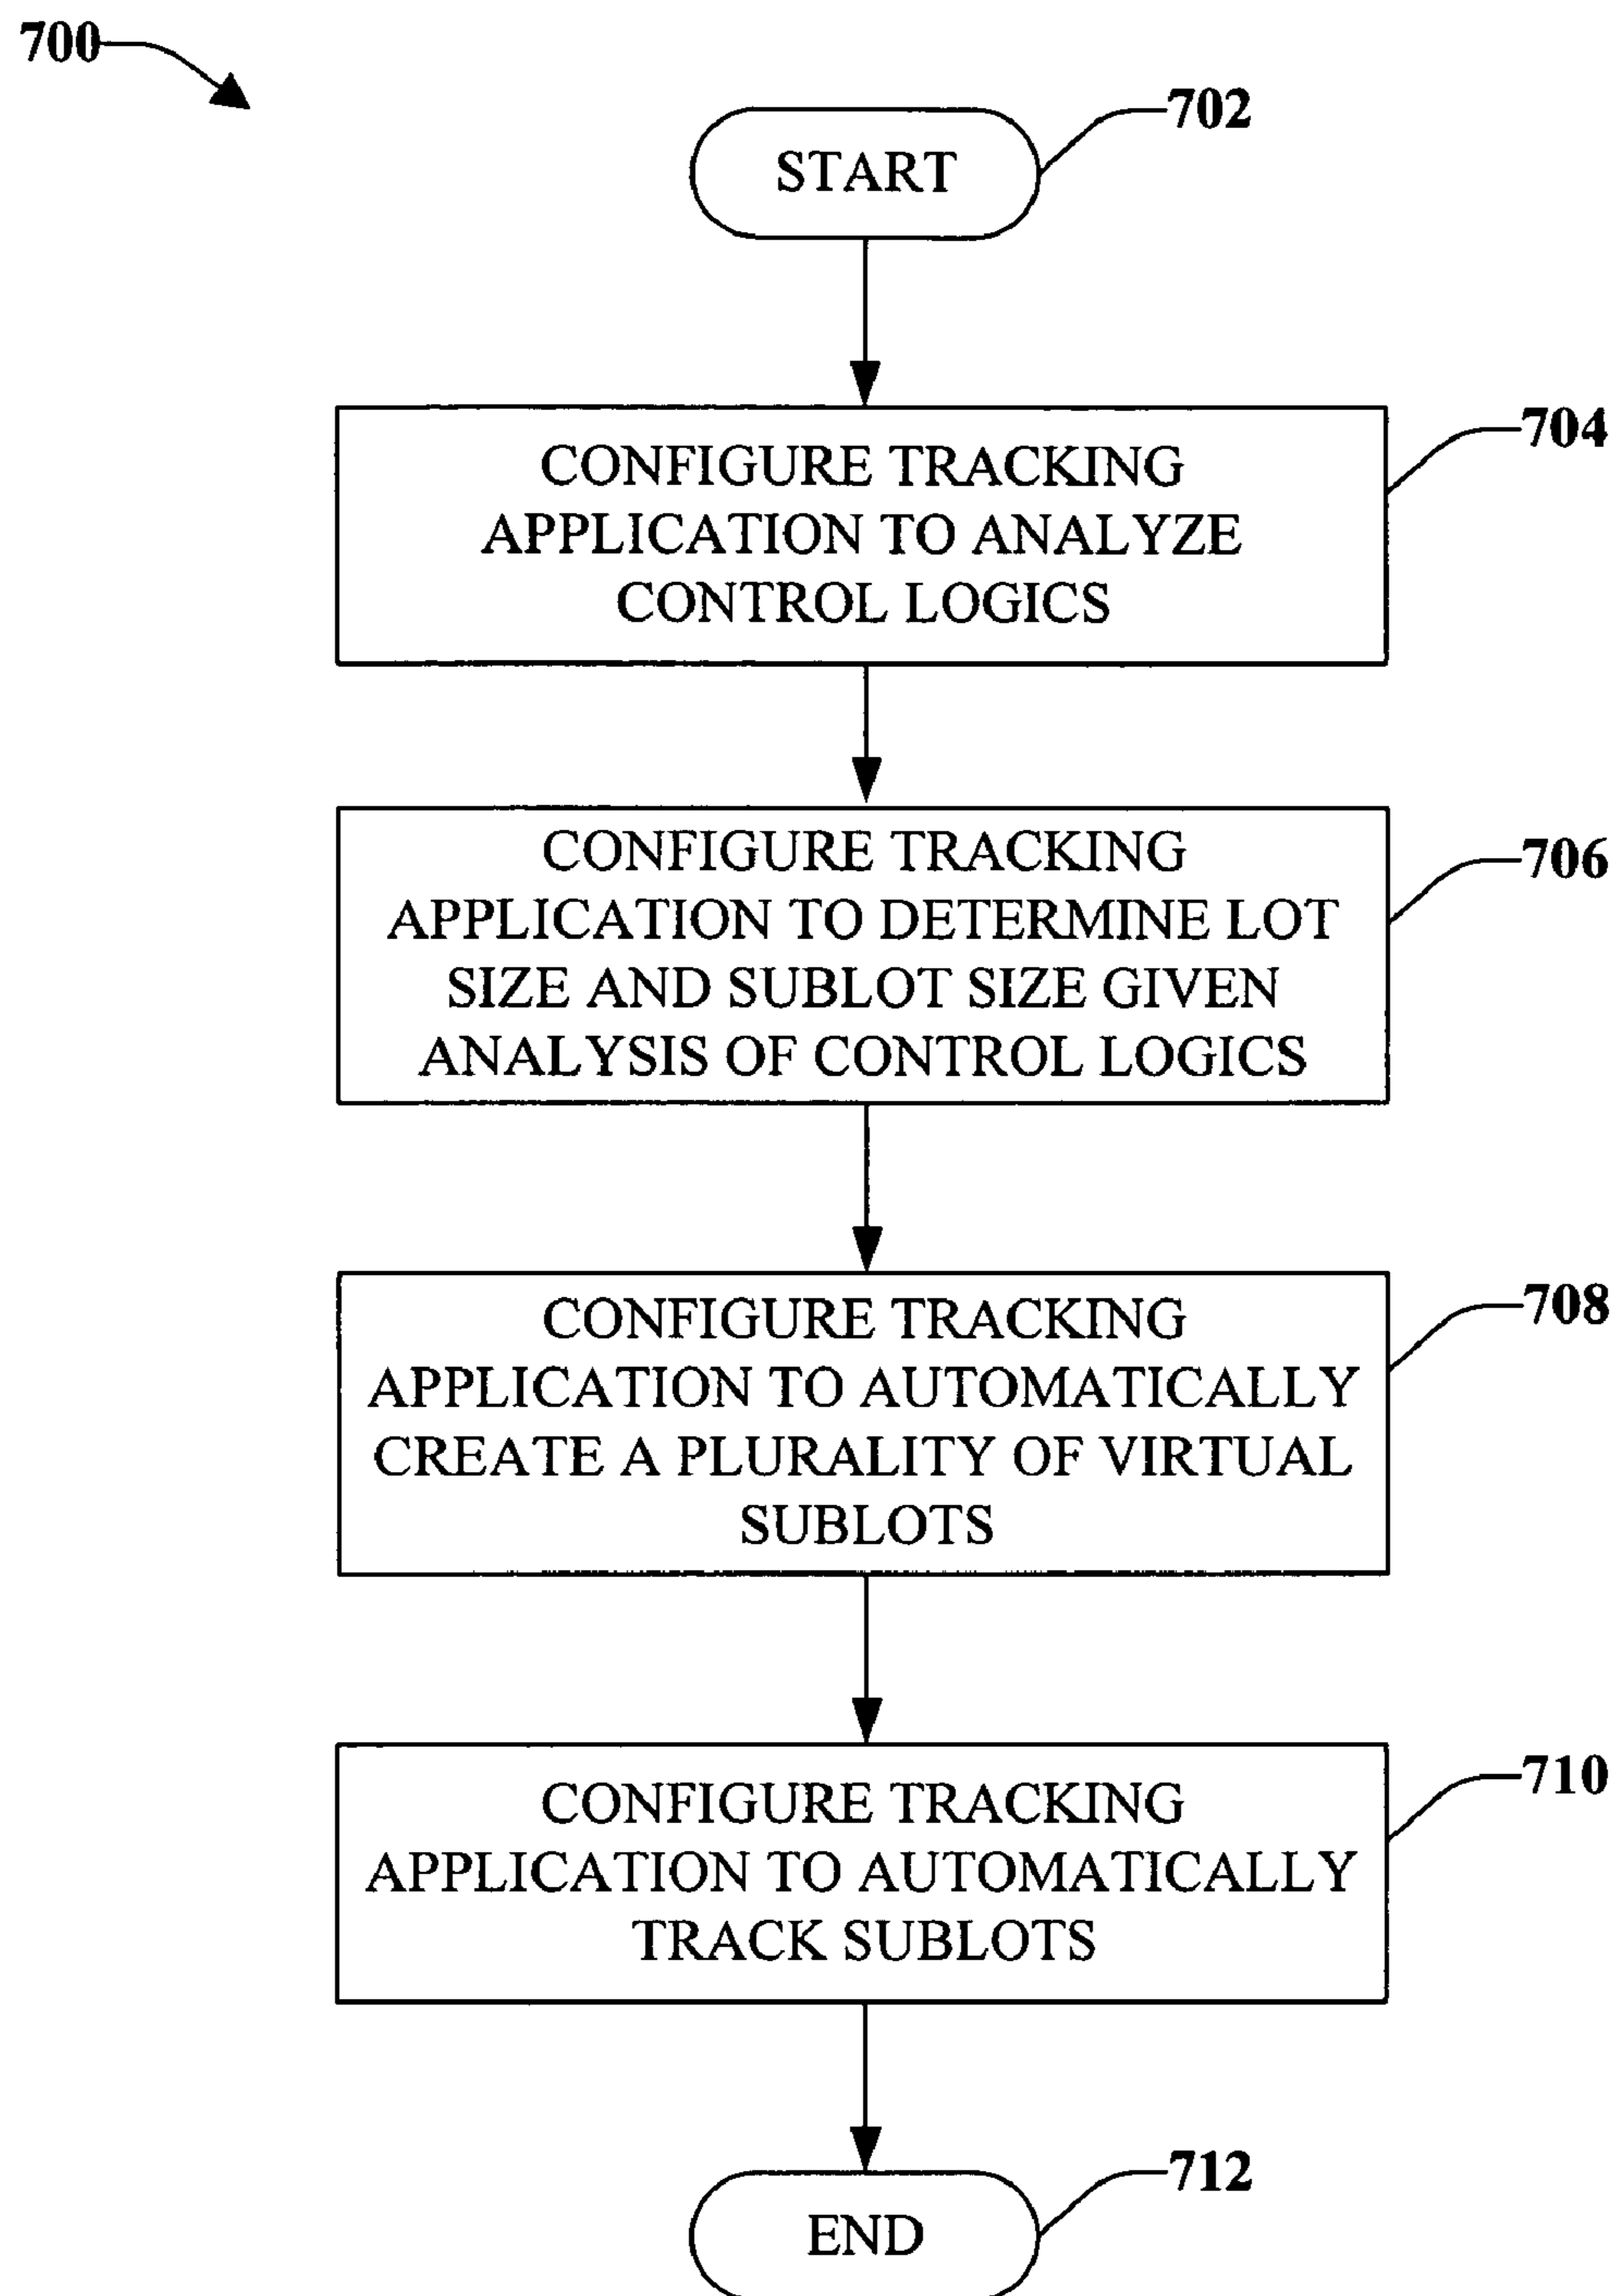 700
702
START
704
CONFIGURE TRACKING
APPLICATION TO ANALYZE
CONTROL LOGICS
706
CONFIGURE TRACKING
APPLICATION TO DETERMINE LOT
SIZE AND SUBLOT SIZE GIVEN
ANALYSIS OF CONTROL LOGICS
708
CONFIGURE TRACKING
APPLICATION TO AUTOMATICALLY
CREATE A PLURALITY OF VIRTUAL
SUBLOTS
710
CONFIGURE TRACKING
APPLICATION TO AUTOMATICALLY
TRACK SUBLOTS
712
END